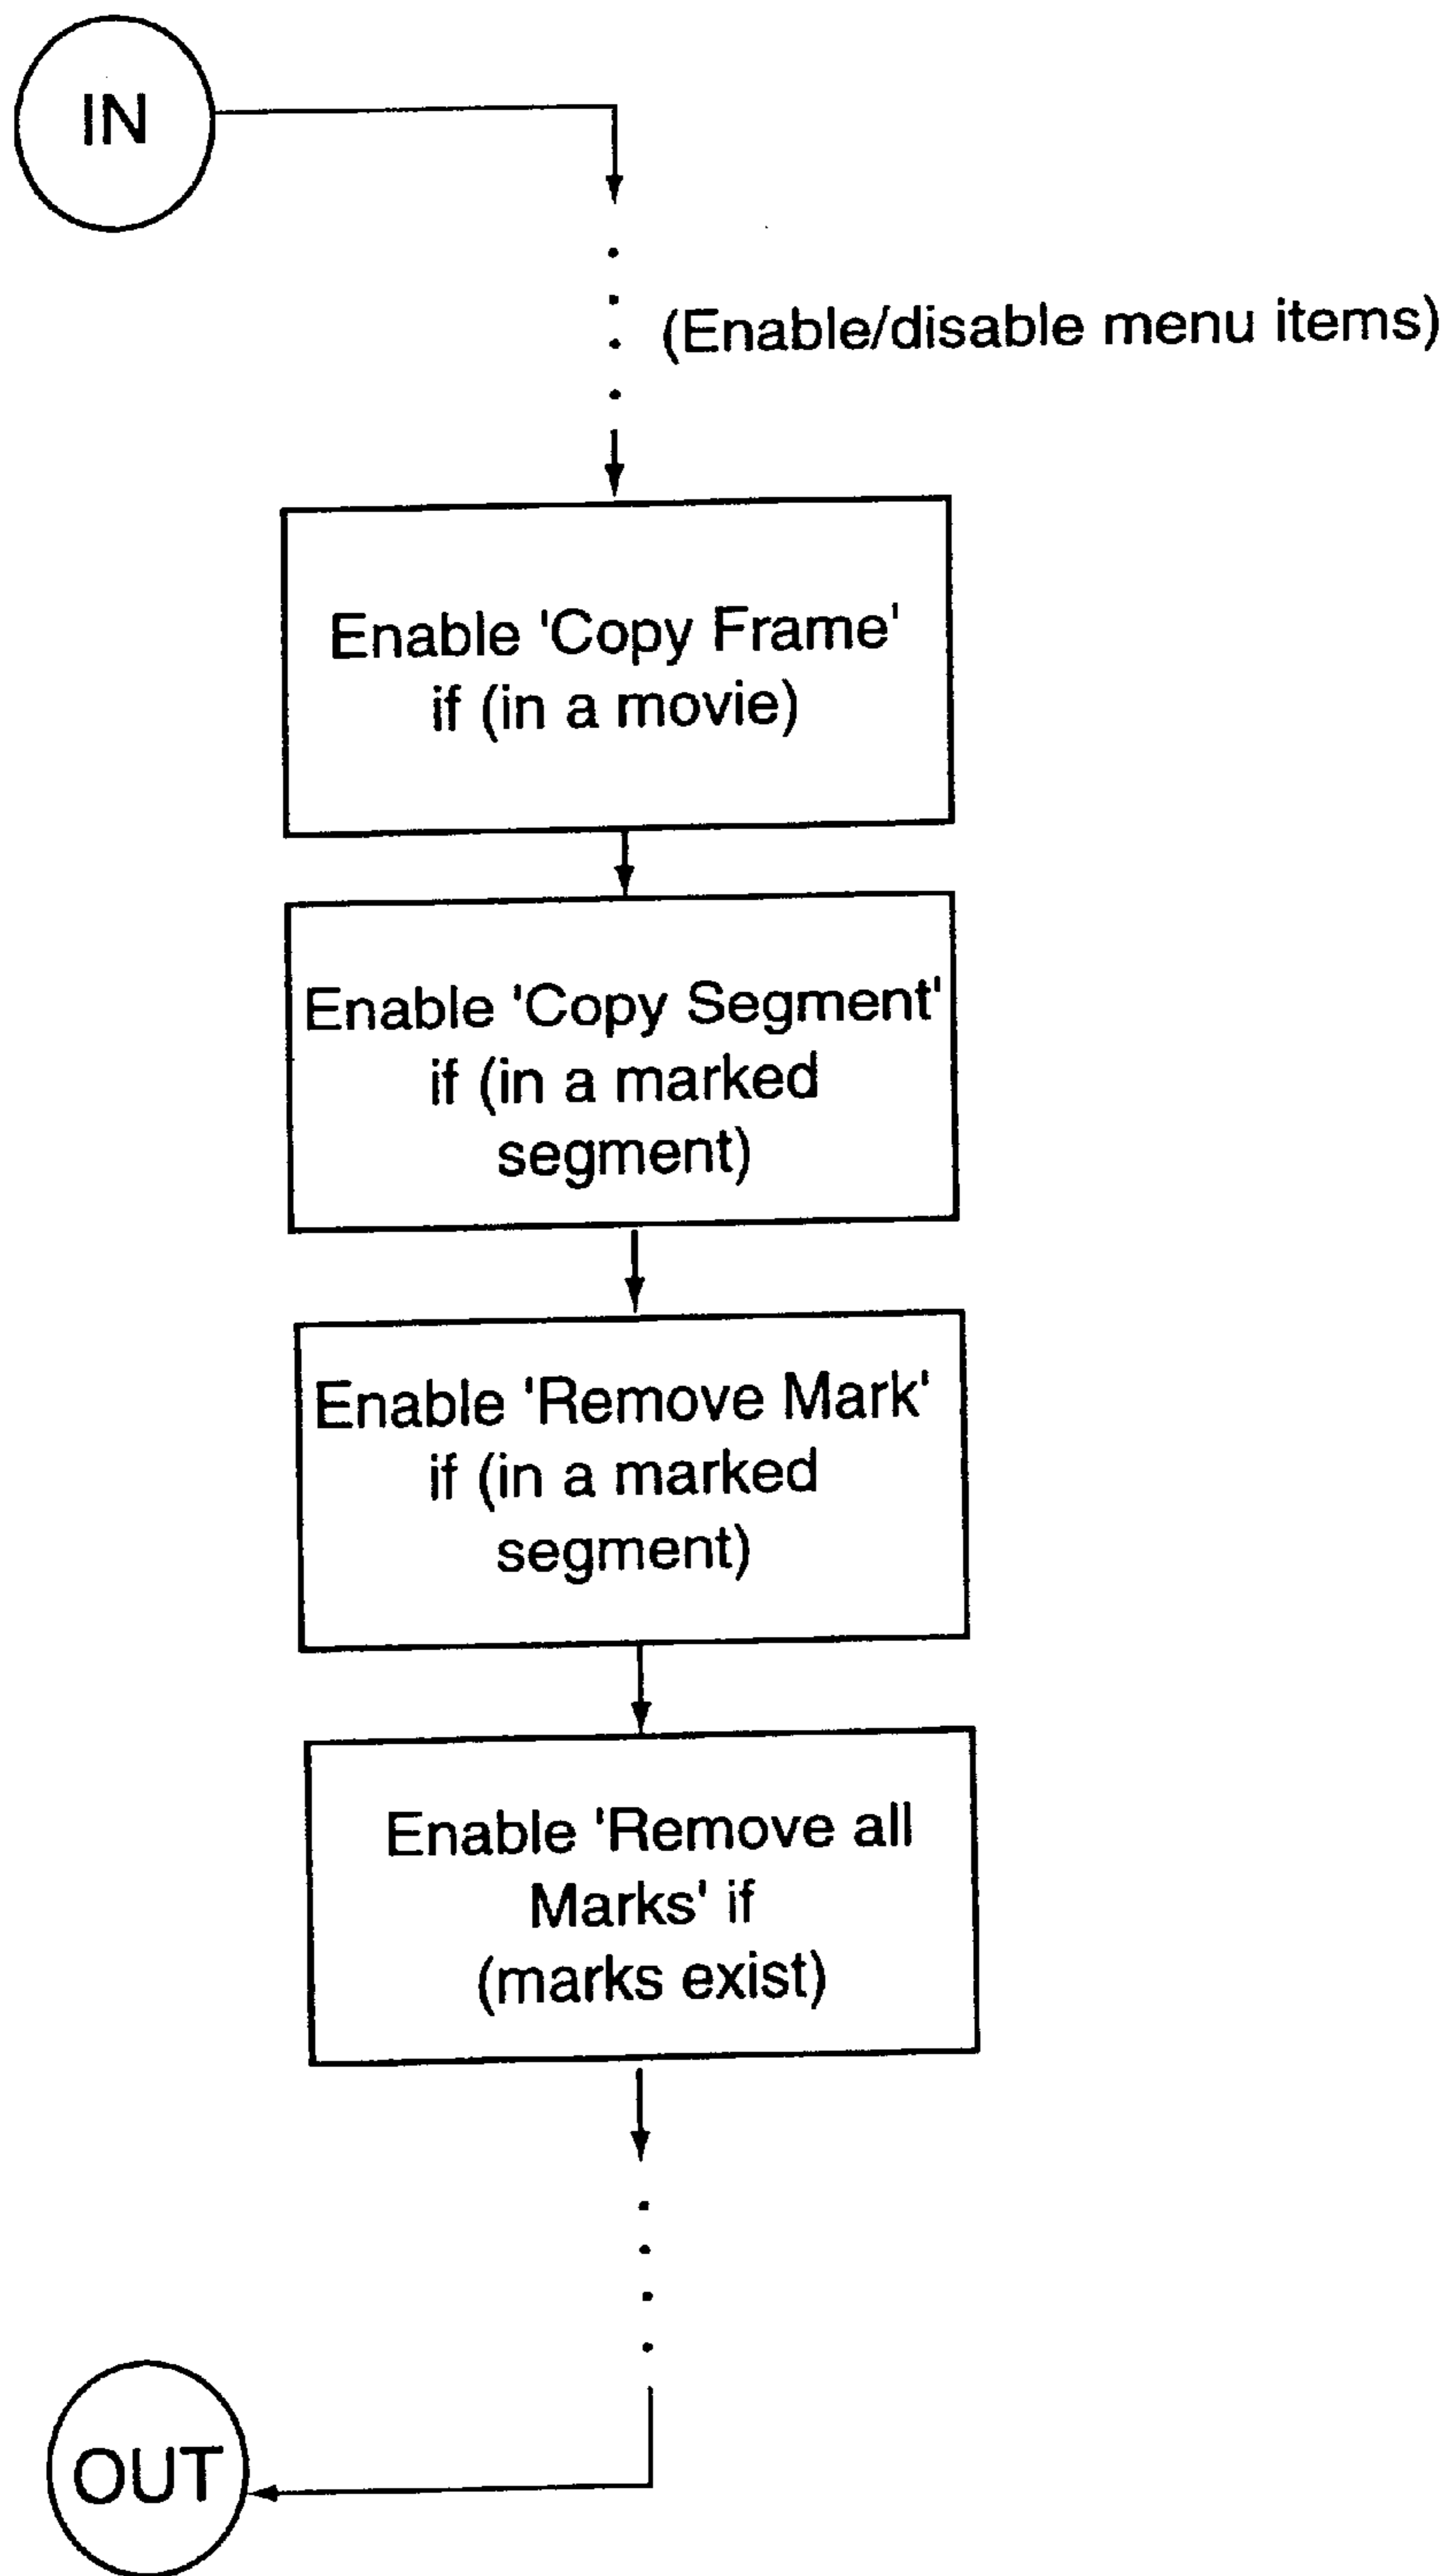 IN
(Enable/disable menu items)
Enable 'Copy Frame'
if (in a movie)
Enable 'Copy Segment'
if (in a marked
segment)
Enable 'Remove Mark'
if (in a marked
segment)
Enable 'Remove all
Marks' if
(marks exist)
OUT